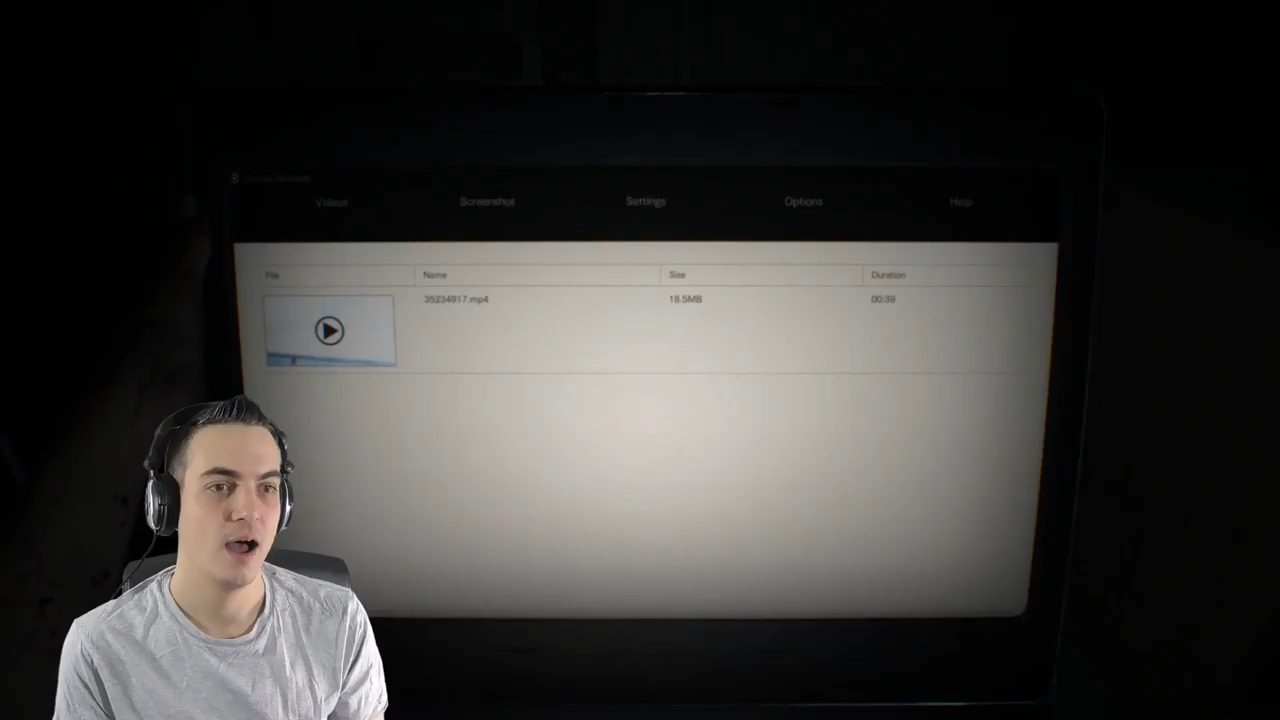 Videos Screenshot Settings Options Help
File Name Size Duration
35234917.mp4 18.5MB 00:39